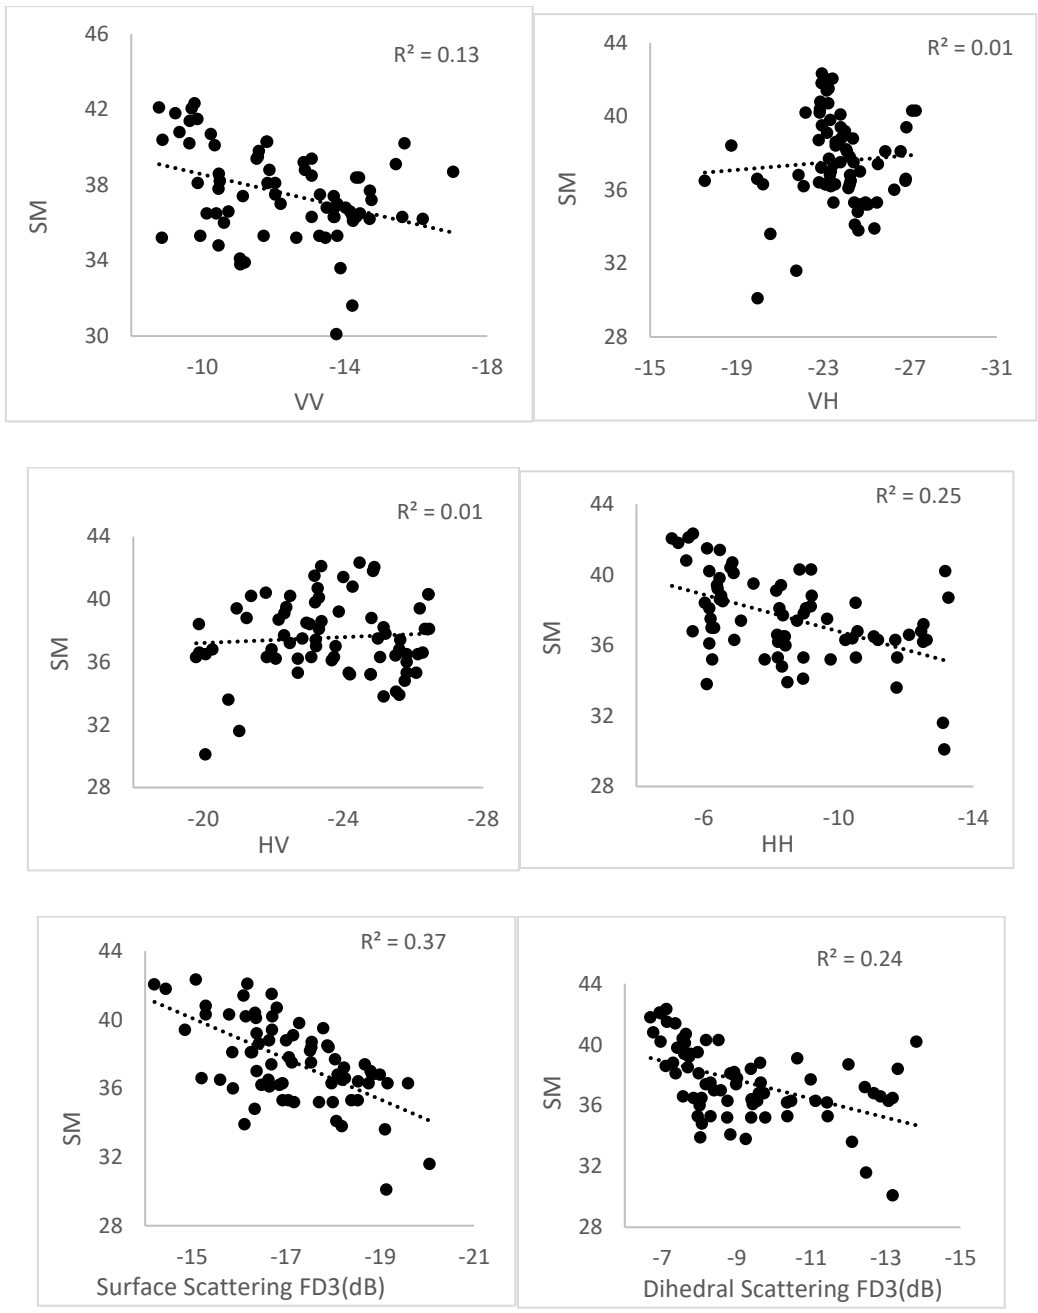 46
42
38
34
30
SM
R² = 0.13
-10
-14
-18
VV
44
40
36
32
28
SM
R² = 0.01
-15
-19
-23
-27
-31
VH
44
40
36
32
28
SM
R² = 0.01
-20
-24
-28
HV
44
40
36
32
28
SM
R² = 0.25
-6
-10
-14
HH
44
40
36
32
28
SM
R² = 0.37
-15
-17
-19
-21
Surface Scattering FD3(dB)
44
40
36
32
28
SM
R² = 0.24
-7
-9
-11
-13
-15
Dihedral Scattering FD3(dB)